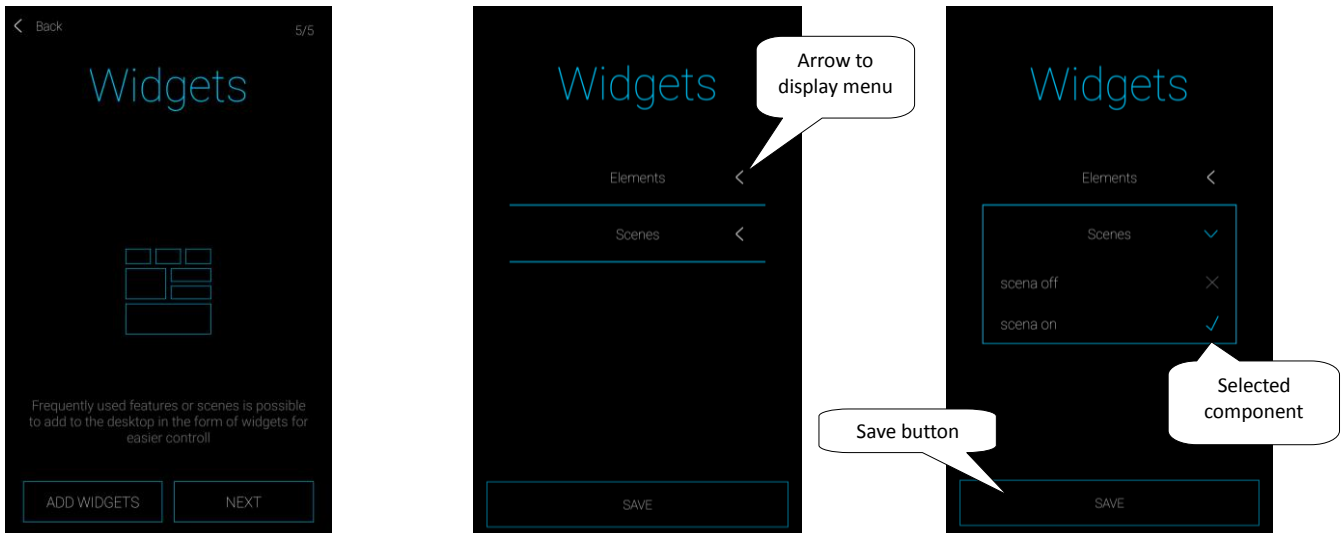 Back
5/5
Widgets
Frequently used features or scenes is possible
to add to the desktop in the form of widgets for
easier controll
ADD WIDGETS
NEXT
Widgets
Arrow to
display menu
Elements
Scenes
SAVE
Widgets
Elements
Scenes
scena off
scena on
Selected
component
Save button
SAVE